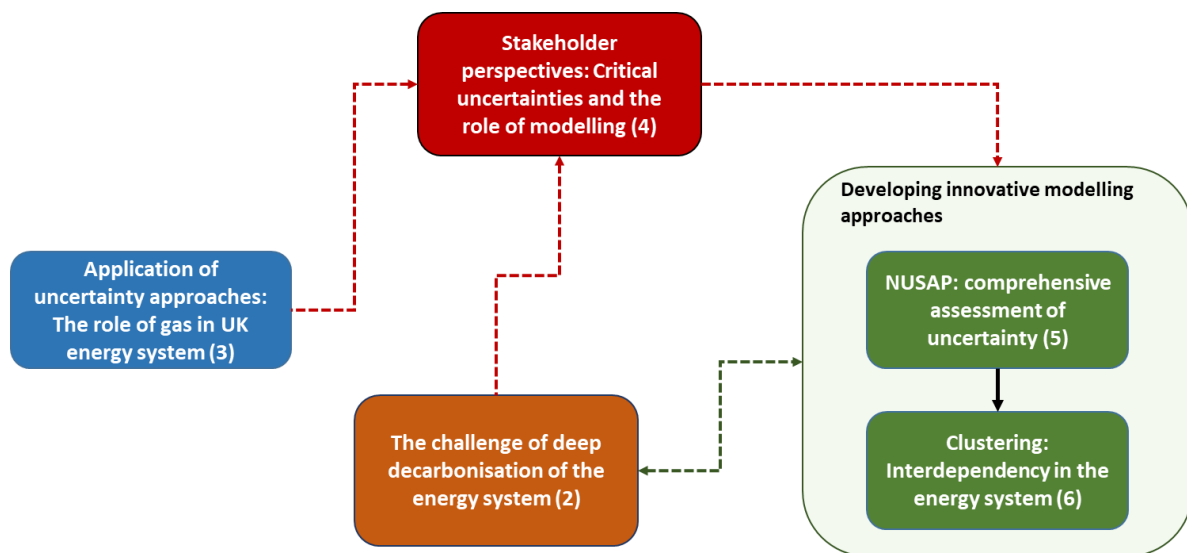 Stakeholder
perspectives: Critical
uncertainties and the
role of modelling (4)
Developing innovative modelling
approaches
Application of
uncertainty approaches:
The role of gas in UK
energy system (3)
NUSAP: comprehensive
assessment of
uncertainty (5)
The challenge of deep
decarbonisation of the
energy system (2)
Clustering:
Interdependency in the
energy system (6)